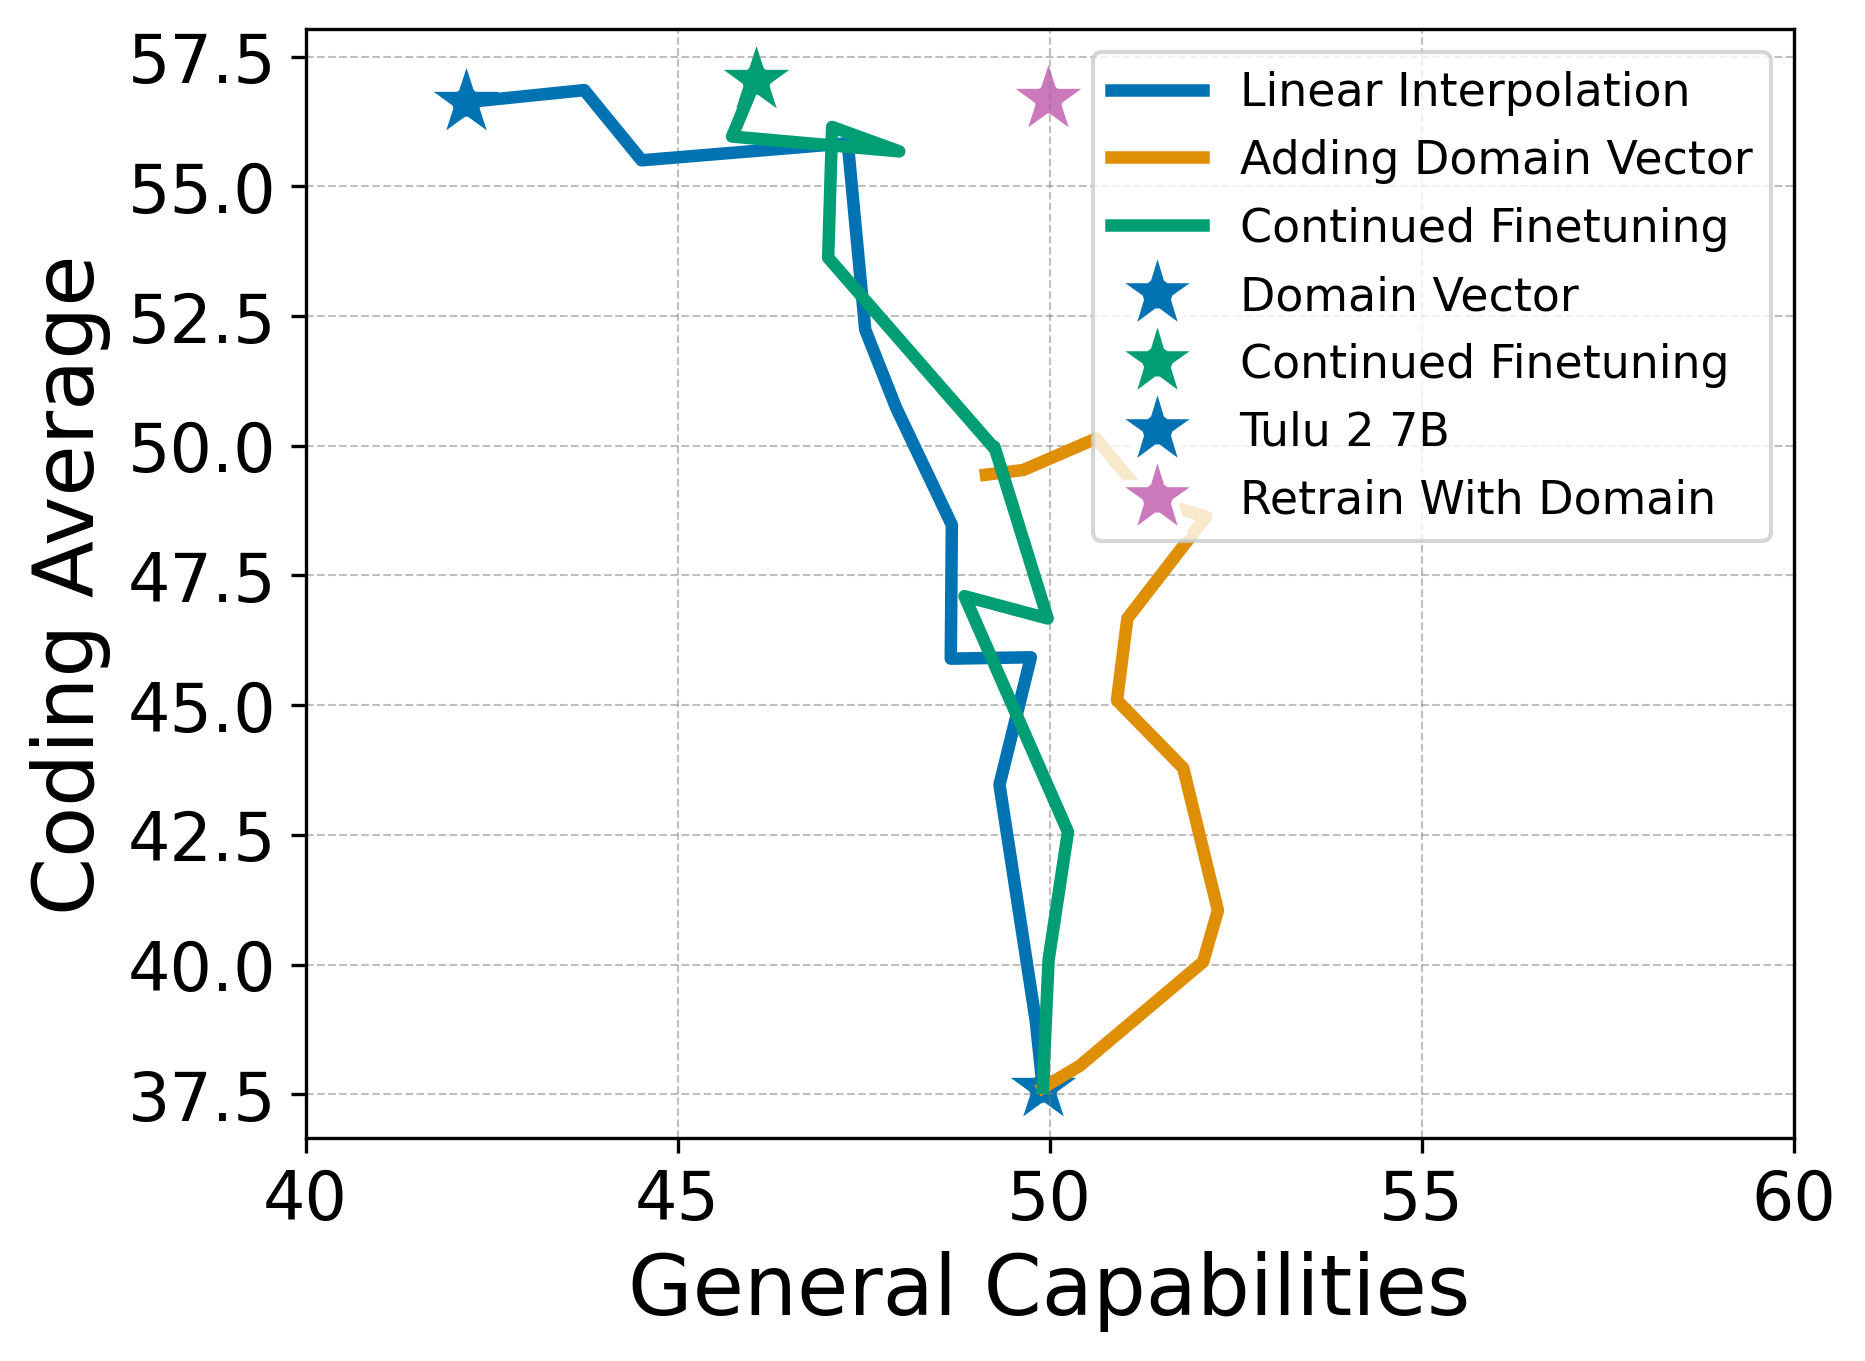 57.5
55.0
52.5
50.0
47.5
45.0
42.5
40.0
37.5
Coding Average
Linear Interpolation
Adding Domain Vector
Continued Finetuning
Domain Vector
Continued Finetuning
Tulu 2 7B
Retrain With Domain
40 45 50 55 60
General Capabilities